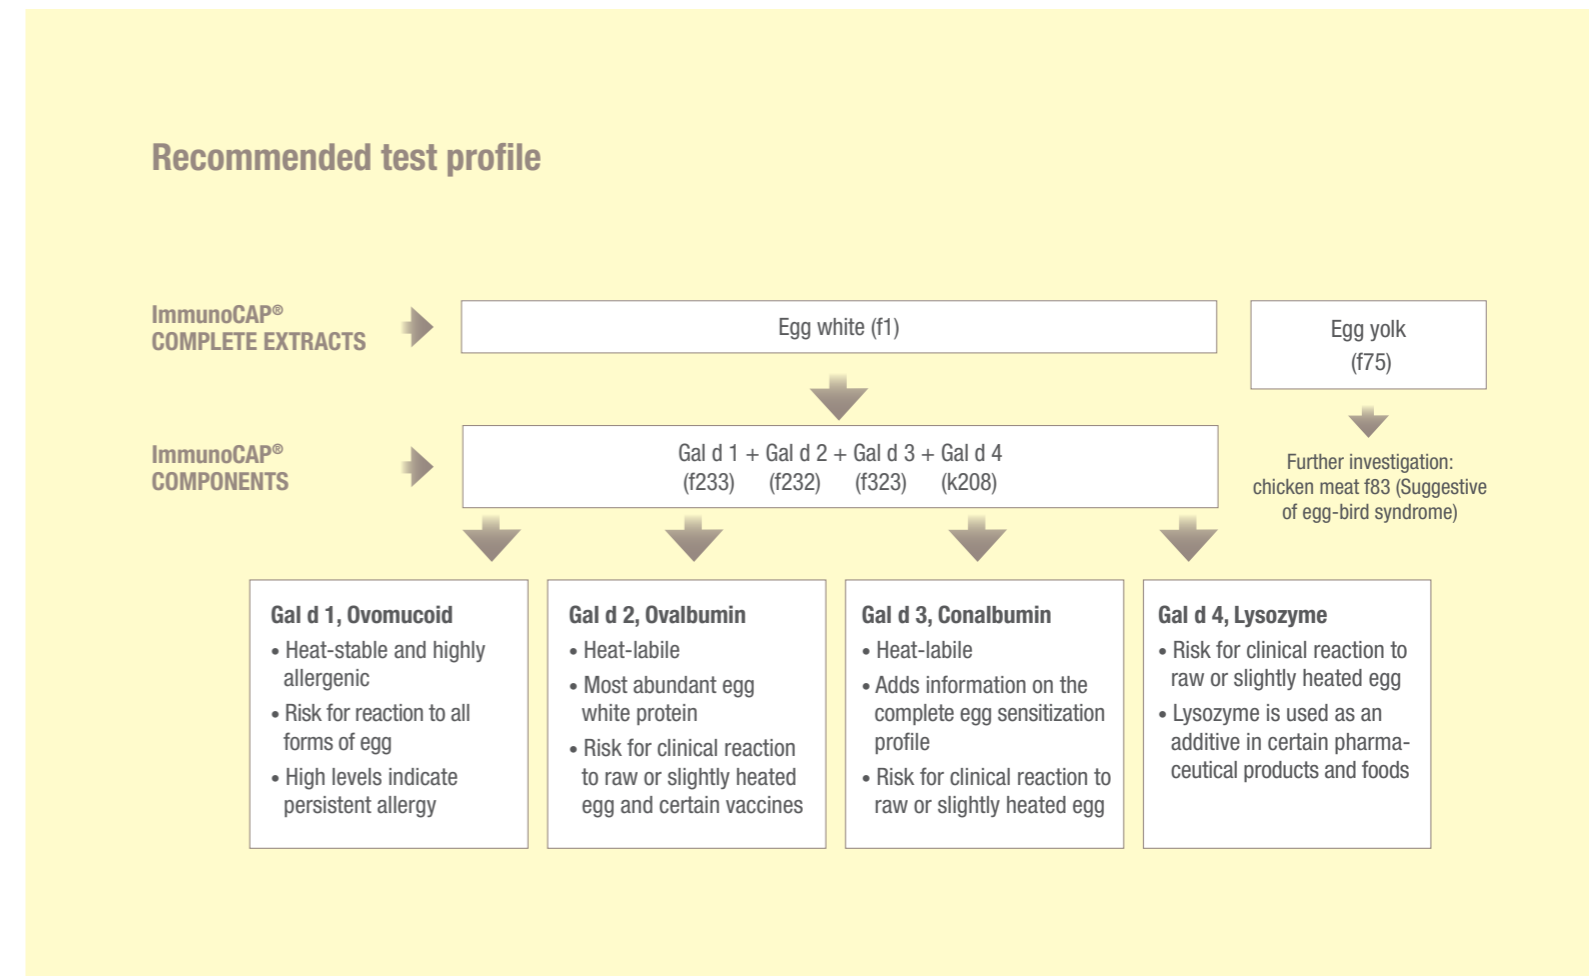 Recommended test profile
ImmunoCAP®
COMPLETE EXTRACTS
Egg white (f1)
Egg yolk
(f75)
ImmunoCAP®
COMPONENTS
Gal d 1 + Gal d 2 + Gal d 3 + Gal d 4
(f233) (f232) (f323) (k208)
Further investigation:
chicken meat f83 (Suggestive
of egg-bird syndrome)
Gal d 1, Ovomucoid
• Heat-stable and highly
allergenic
• Risk for reaction to all
forms of egg
• High levels indicate
persistent allergy
Gal d 2, Ovalbumin
• Heat-labile
• Most abundant egg
white protein
• Risk for clinical reaction
to raw or slightly heated
egg and certain vaccines
Gal d 3, Conalbumin
• Heat-labile
• Adds information on the
complete egg sensitization
profile
• Risk for clinical reaction to
raw or slightly heated egg
Gal d 4, Lysozyme
• Risk for clinical reaction to
raw or slightly heated egg
• Lysozyme is used as an
additive in certain pharma-
ceutical products and foods